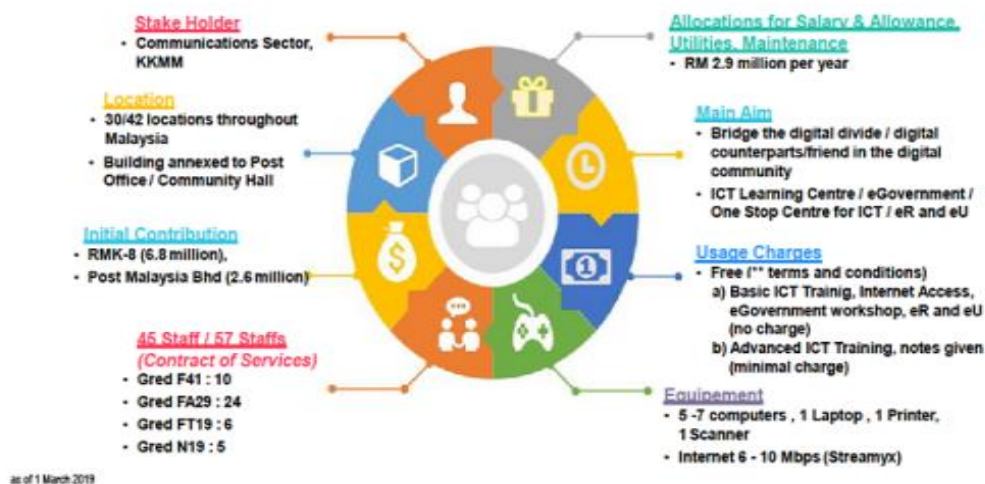 Stake Holder
• Communications Sector,
KKMM
Location
• 30/42 locations throughout
Malaysia
• Building annexed to Post
Office / Community Hall
Initial Contribution
• RMK-8 (6.8 million),
• Post Malaysia Bhd (2.6 million)
45 Staff / 57 Staffs
(Contract of Services)
• Gred F41 : 10
• Gred FA29 : 24
• Gred FT19 : 6
• Gred N19 : 5
Allocations for Salary & Allowance,
Utilities, Maintenance
• RM 2.9 million per year
Main Aim
• Bridge the digital divide / digital
counterparts/friend in the digital
community
• ICT Learning Centre / eGovernment /
One Stop Centre for ICT / eR and eU
Usage Charges
• Free (** terms and conditions)
a) Basic ICT Trainig, Internet Access,
eGovernment workshop, eR and eU
(no charge)
b) Advanced ICT Training, notes given
(minimal charge)
Equipement
• 5 -7 computers , 1 Laptop , 1 Printer,
1 Scanner
• Internet 6 - 10 Mbps (Streamyx)
$
1
as of 1 March 2019